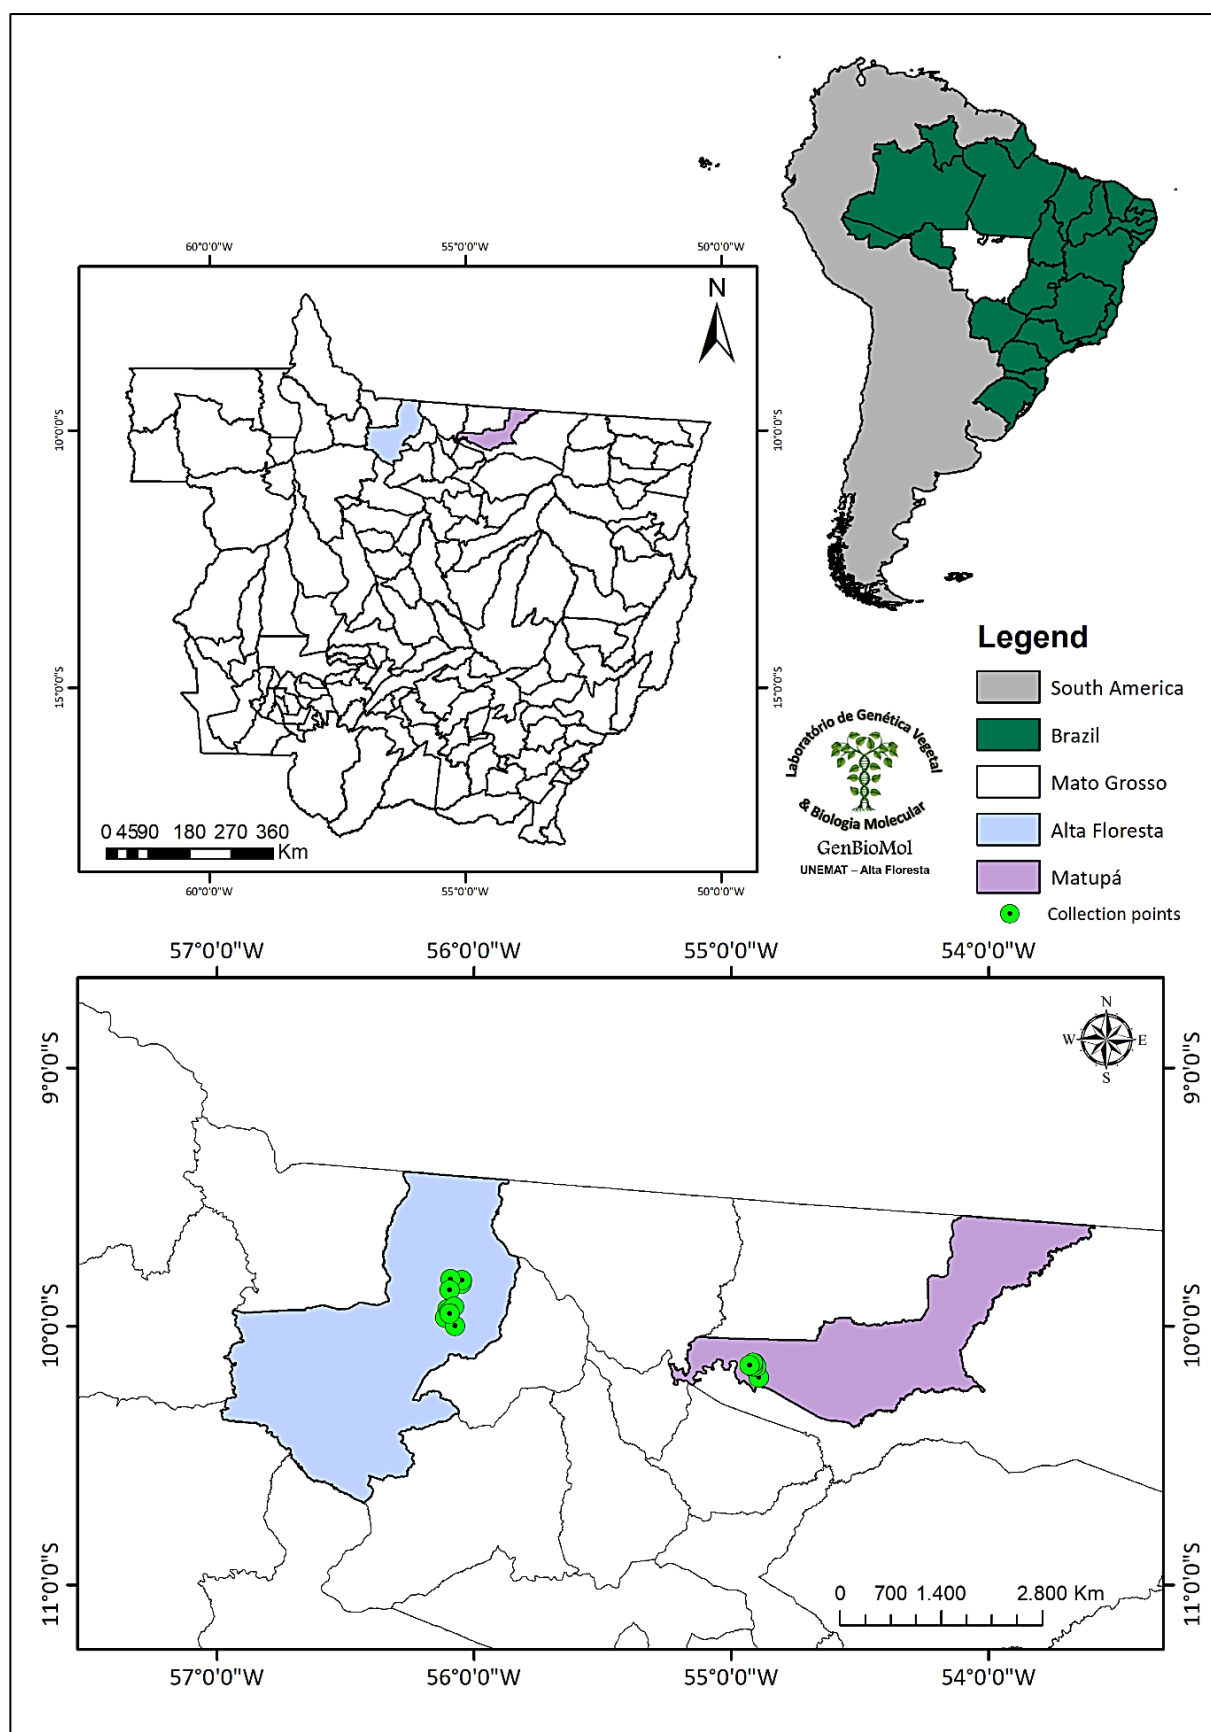 60°0'0"W 55°0'0"W 50°0'0"W
N
10°0'0"S 10°0'0"S
15°0'0"S 15°0'0"S
0 45 90 180 270 360
Km
60°0'0"W 55°0'0"W 50°0'0"W
Legend
South America
Brazil
Mato Grosso
Alta Floresta
Matupá
Collection points
Laboratório de Genética Vegetal
& Biologia Molecular
GenBioMol
UNEMAT – Alta Floresta
57°0'0"W 56°0'0"W 55°0'0"W 54°0'0"W
N
W E
S
9°0'0"S 9°0'0"S
10°0'0"S 10°0'0"S
11°0'0"S 11°0'0"S
0 700 1.400 2.800 Km
57°0'0"W 56°0'0"W 55°0'0"W 54°0'0"W